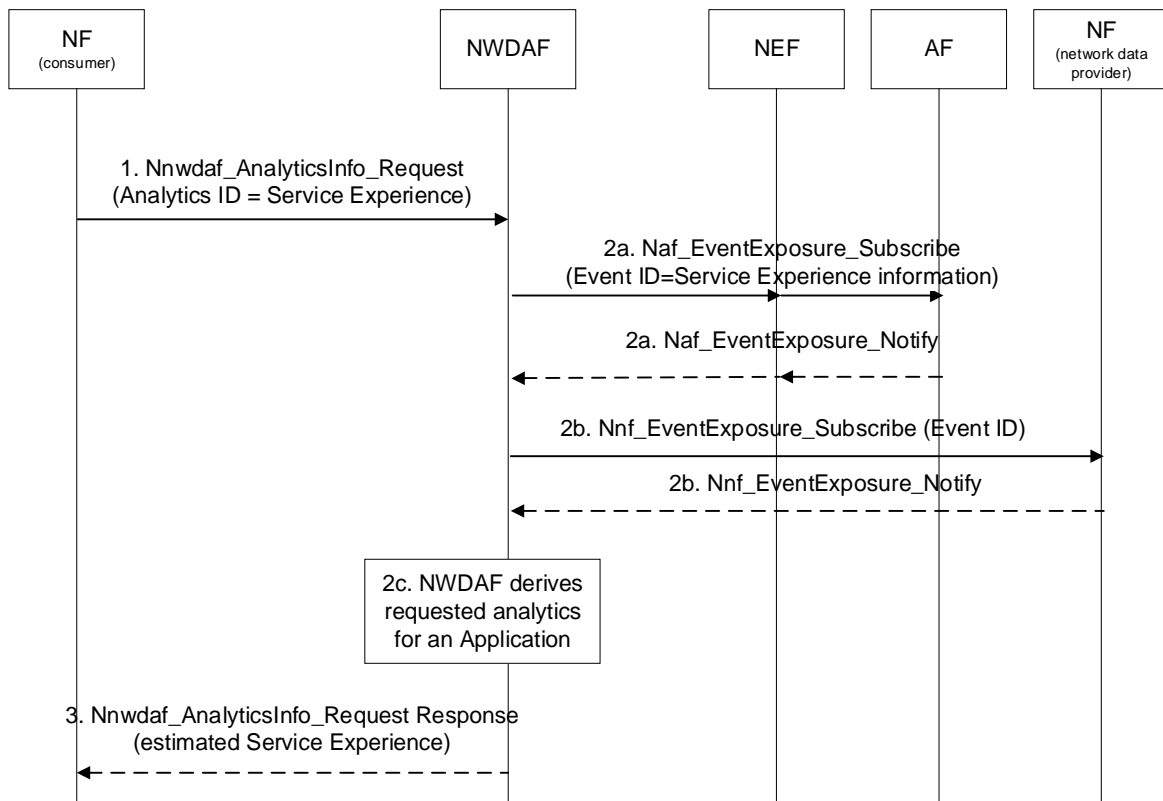 NF
(consumer)
NWDAF
NEF
AF
NF
(network data
provider)
1. Nnwdaf_AnalyticsInfo_Request
(Analytics ID = Service Experience)
2a. Naf_EventExposure_Subscribe
(Event ID=Service Experience information)
2a. Naf_EventExposure_Notify
2b. Nnf_EventExposure_Subscribe (Event ID)
2b. Nnf_EventExposure_Notify
2c. NWDAF derives
requested analytics
for an Application
3. Nnwdaf_AnalyticsInfo_Request Response
(estimated Service Experience)